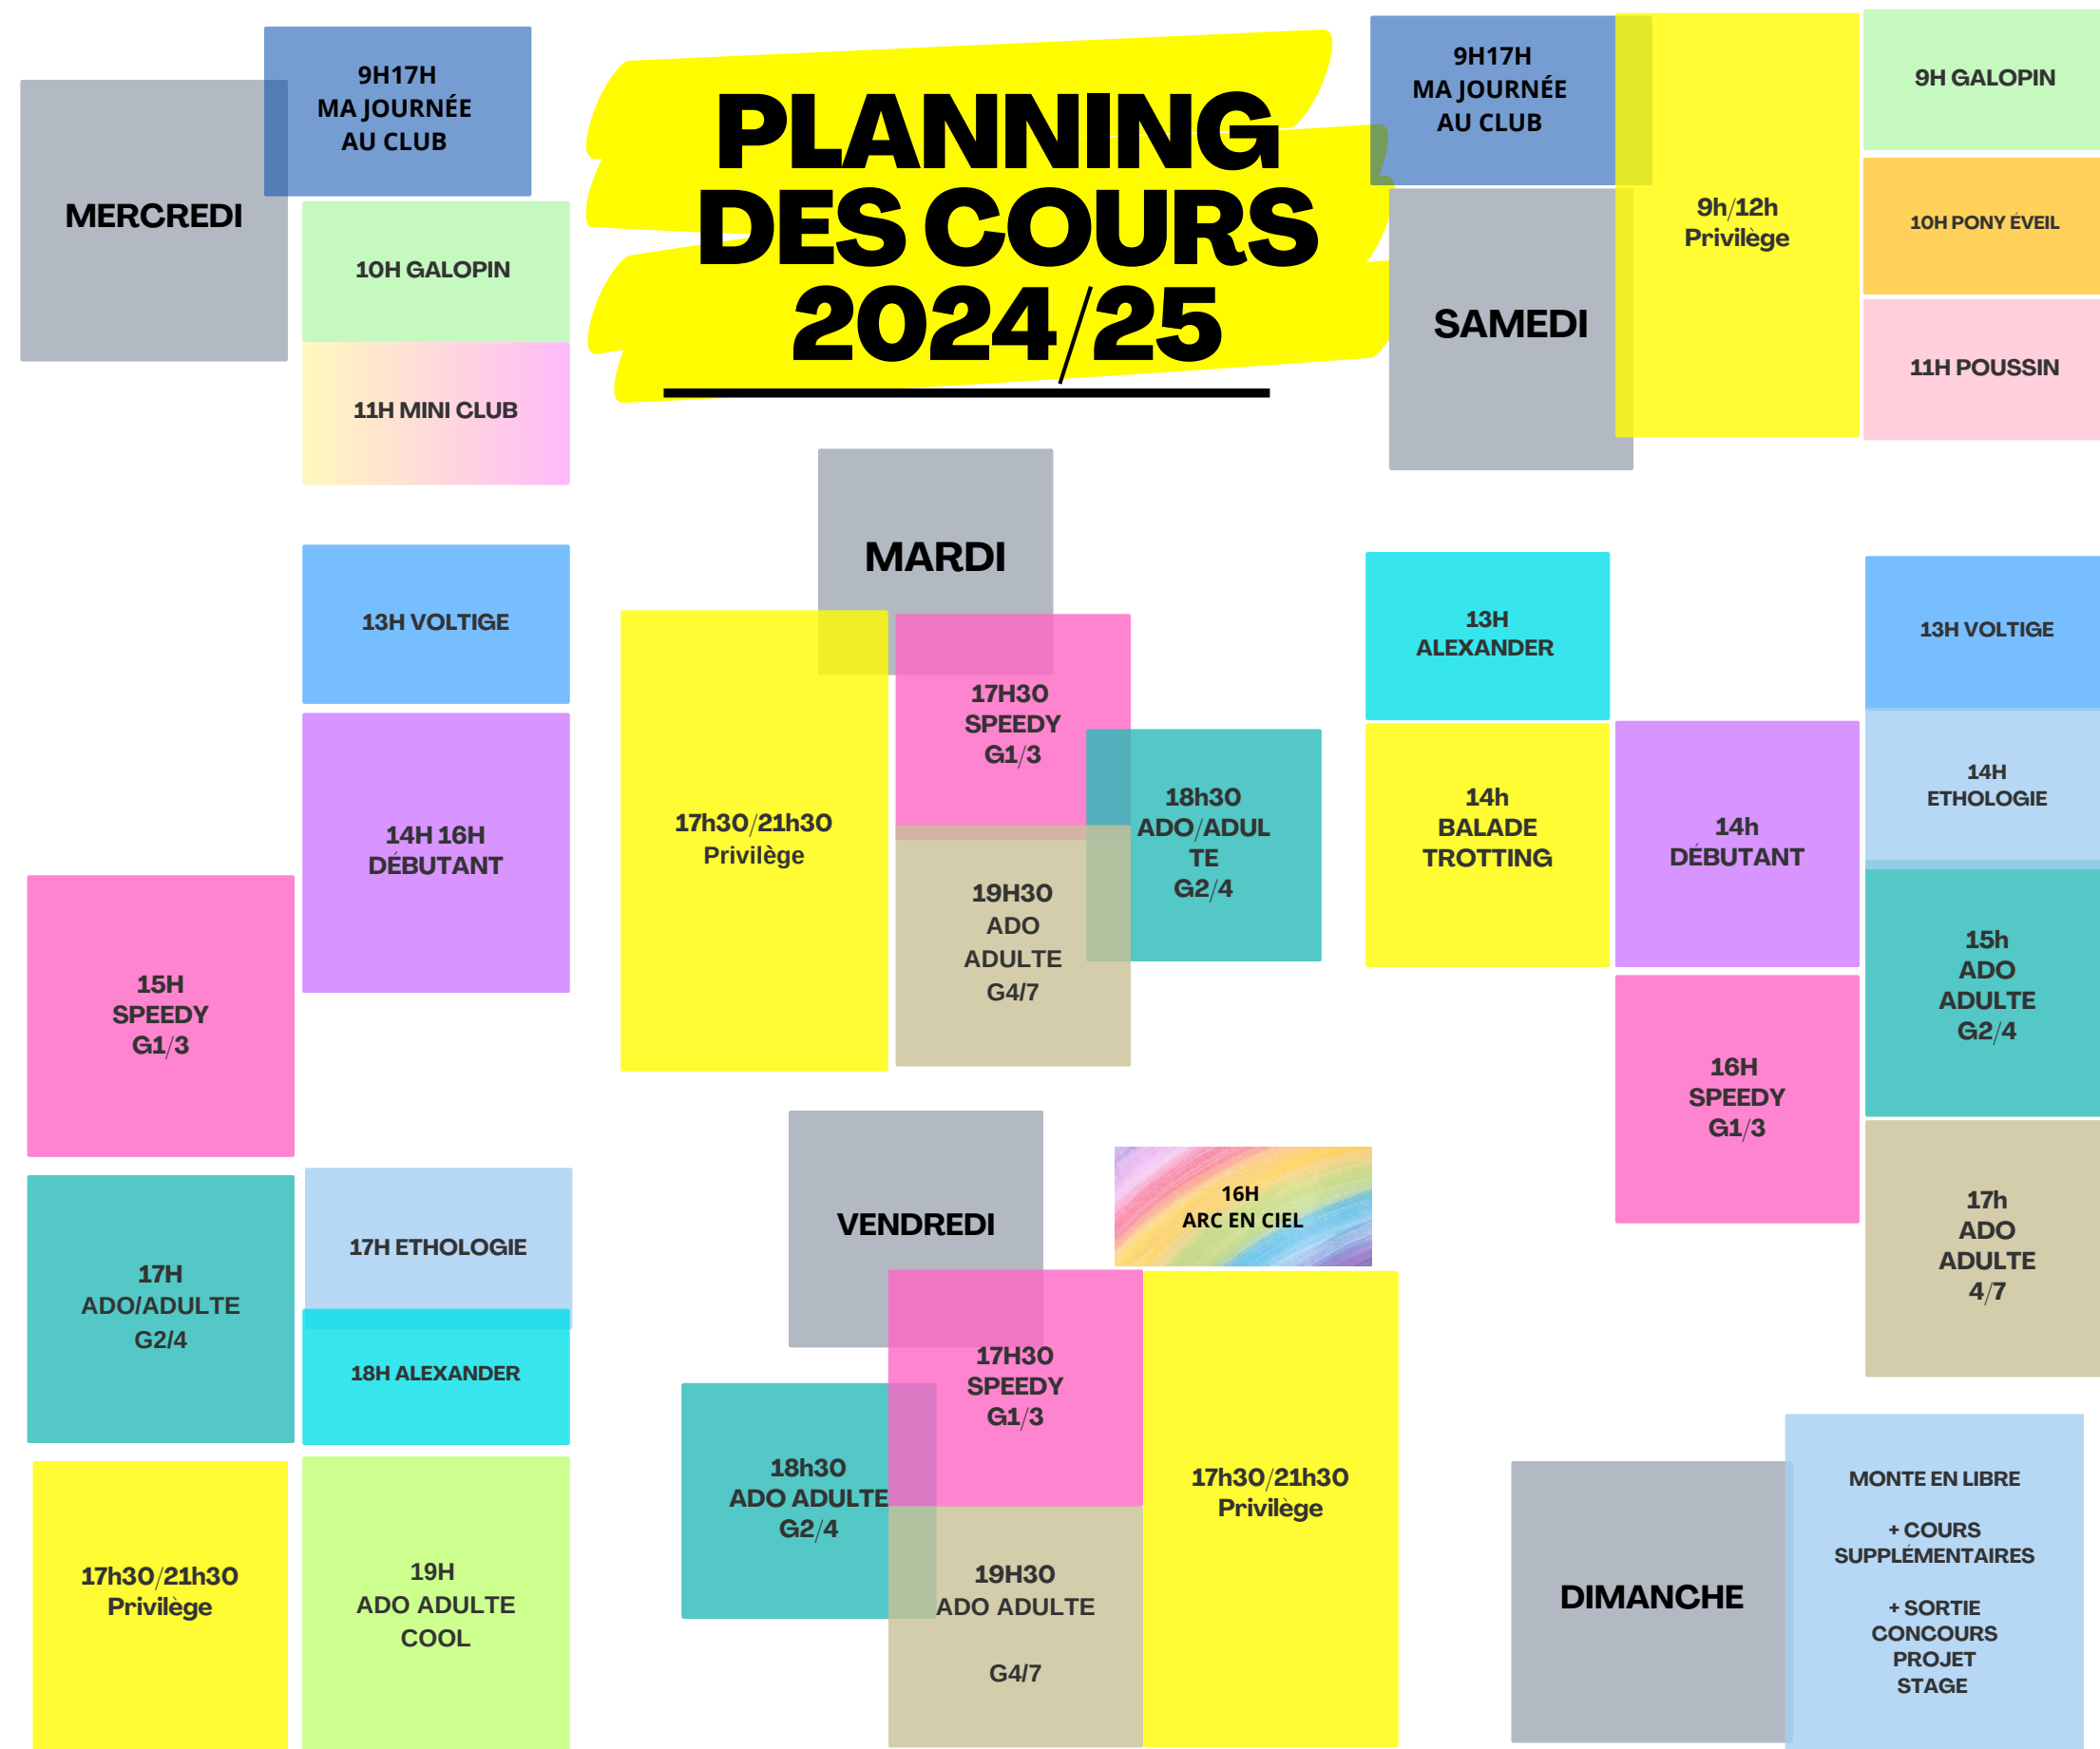 PLANNING
DES COURS
2024/25
MERCREDI
9H17H
MA JOURNÉE
AU CLUB
10H GALOPIN
11H MINI CLUB
13H VOLTIGE
14H 16H
DÉBUTANT
15H
SPEEDY
G1/3
17H
ADO/ADULTE
G2/4
17H ETHOLOGIE
18H ALEXANDER
17h30/21h30
Privilège
19H
ADO ADULTE
COOL
MARDI
17h30/21h30
Privilège
17H30
SPEEDY
G1/3
18h30
ADO/ADUL
TE
G2/4
19H30
ADO
ADULTE
G4/7
VENDREDI
16H
ARC EN CIEL
17H30
SPEEDY
G1/3
18h30
ADO ADULTE
G2/4
19H30
ADO ADULTE
G4/7
17h30/21h30
Privilège
SAMEDI
9H17H
MA JOURNÉE
AU CLUB
9h/12h
Privilège
9H GALOPIN
10H PONY ÉVEIL
11H POUSSIN
13H
ALEXANDER
13H VOLTIGE
14h
BALADE
TROTTING
14h
DÉBUTANT
14H
ETHOLOGIE
15h
ADO
ADULTE
G2/4
16H
SPEEDY
G1/3
17h
ADO
ADULTE
4/7
DIMANCHE
MONTE EN LIBRE
+ COURS
SUPPLÉMENTAIRES
+ SORTIE
CONCOURS
PROJET
STAGE